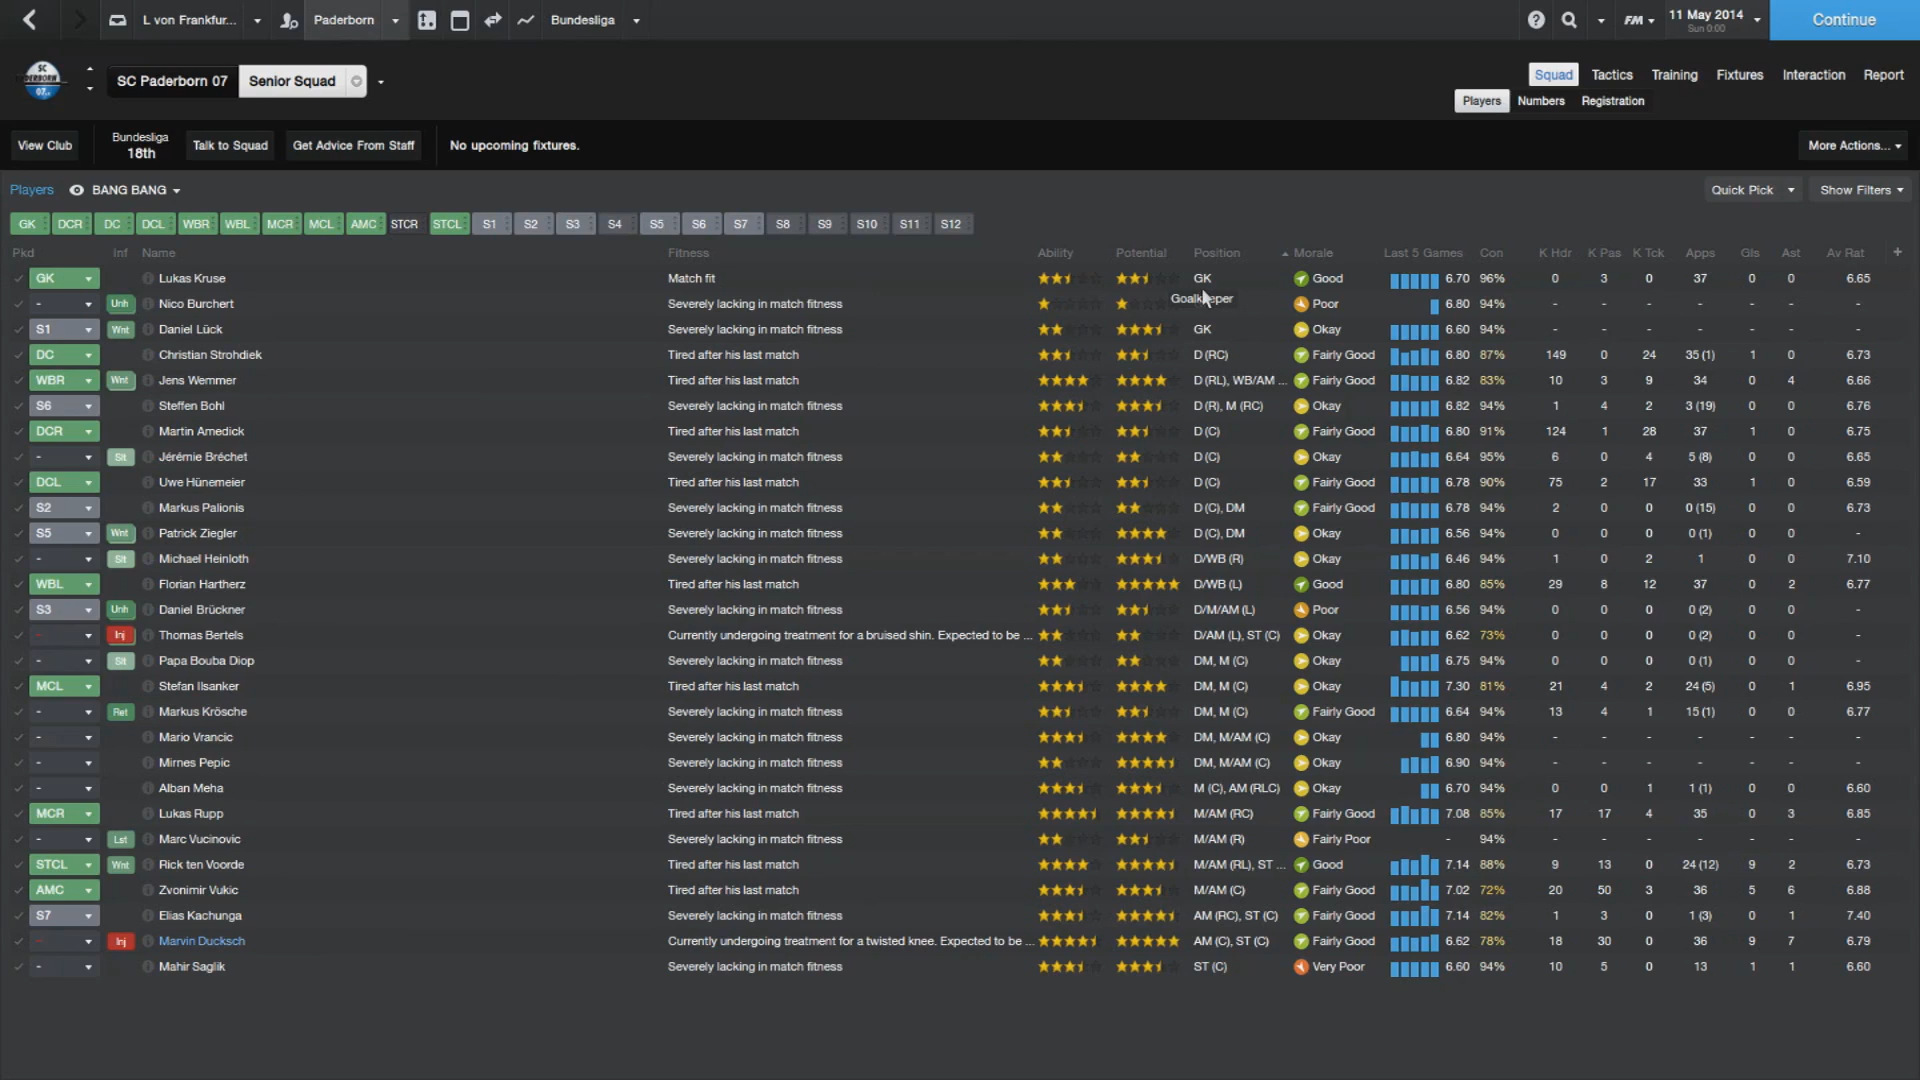 L von Frankfur... Paderborn Bundesliga FM 11 May 2014 Continue
Sun 0:00
SC Paderborn 07 Senior Squad Squad Tactics Training Fixtures Interaction Report
Players Numbers Registration
View Club Bundesliga 18th Talk to Squad Get Advice From Staff No upcoming fixtures. More Actions...
Players BANG BANG Quick Pick Show Filters
GK DCR DC DCL WBR WBL MCR MCL AMC STCR STCL S1 S2 S3 S4 S5 S6 S7 S8 S9 S10 S11 S12
Pkd Inf Name Fitness Ability Potential Position Morale Last 5 Games Con K Hdr K Pas K Tck Apps Gls Ast Av Rat +
GK Lukas Kruse Match fit GK Good 6.70 96% 0 3 0 37 0 0 6.65
- Unh Nico Burchert Severely lacking in match fitness Goalkeeper Poor 6.80 94% - - - - - - -
S1 Wnt Daniel Lück Severely lacking in match fitness GK Okay 6.60 94% - - - - - - -
DC Christian Strohdiek Tired after his last match D (RC) Fairly Good 6.80 87% 149 0 24 35 (1) 1 0 6.73
WBR Wnt Jens Wemmer Tired after his last match D (RL), WB/AM ... Fairly Good 6.82 83% 10 3 9 34 0 4 6.66
S6 Steffen Bohl Severely lacking in match fitness D (R), M (RC) Okay 6.82 94% 1 4 2 3 (19) 0 0 6.76
DCR Martin Amedick Tired after his last match D (C) Fairly Good 6.80 91% 124 1 28 37 1 0 6.75
- Slt Jérémie Bréchet Severely lacking in match fitness D (C) Okay 6.64 95% 6 0 4 5 (8) 0 0 6.65
DCL Uwe Hünemeier Tired after his last match D (C) Fairly Good 6.78 90% 75 2 17 33 1 0 6.59
S2 Markus Palionis Severely lacking in match fitness D (C), DM Fairly Good 6.78 94% 2 0 0 0 (15) 0 0 6.73
S5 Wnt Patrick Ziegler Severely lacking in match fitness D (C), DM Okay 6.56 94% 0 0 0 0 (1) 0 0 -
- Slt Michael Heinloth Severely lacking in match fitness D/WB (R) Okay 6.46 94% 1 0 2 1 0 0 7.10
WBL Florian Hartherz Tired after his last match D/WB (L) Good 6.80 85% 29 8 12 37 0 2 6.77
S3 Unh Daniel Brückner Severely lacking in match fitness D/M/AM (L) Poor 6.56 94% 0 0 0 0 (2) 0 0 -
- Inj Thomas Bertels Currently undergoing treatment for a bruised shin. Expected to be ... D/AM (L), ST (C) Okay 6.62 73% 0 0 0 0 (2) 0 0 -
- Slt Papa Bouba Diop Severely lacking in match fitness DM, M (C) Okay 6.75 94% 0 0 0 0 (1) 0 0 -
MCL Stefan Ilsanker Tired after his last match DM, M (C) Okay 7.30 81% 21 4 2 24 (5) 0 1 6.95
- Ret Markus Krösche Severely lacking in match fitness DM, M (C) Fairly Good 6.64 94% 13 4 1 15 (1) 0 0 6.77
- Mario Vrancic Severely lacking in match fitness DM, M/AM (C) Okay 6.80 94% - - - - - - -
- Mirnes Pepic Severely lacking in match fitness DM, M/AM (C) Okay 6.90 94% - - - - - - -
- Alban Meha Severely lacking in match fitness M (C), AM (RLC) Okay 6.70 94% 0 0 1 1 (1) 0 0 6.60
MCR Lukas Rupp Tired after his last match M/AM (RC) Fairly Good 7.08 85% 17 17 4 35 0 3 6.85
- Lst Marc Vucinovic Severely lacking in match fitness M/AM (R) Fairly Poor - 94% - - - - - - -
STCL Wnt Rick ten Voorde Tired after his last match M/AM (RL), ST ... Good 7.14 88% 9 13 0 24 (12) 9 2 6.73
AMC Zvonimir Vukic Tired after his last match M/AM (C) Fairly Good 7.02 72% 20 50 3 36 5 6 6.88
S7 Elias Kachunga Severely lacking in match fitness AM (RC), ST (C) Fairly Good 7.14 82% 1 3 0 1 (3) 0 1 7.40
- Inj Marvin Ducksch Currently undergoing treatment for a twisted knee. Expected to be ... AM (C), ST (C) Fairly Good 6.62 78% 18 30 0 36 9 7 6.79
- Mahir Saglik Severely lacking in match fitness ST (C) Very Poor 6.60 94% 10 5 0 13 1 1 6.60